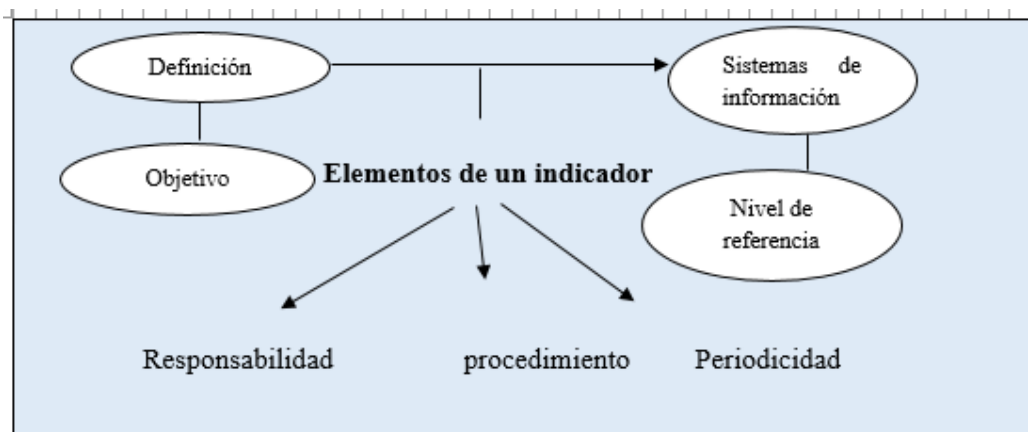 Definición
Sistemas de
información
Objetivo
Elementos de un indicador
Nivel de
referencia
Responsabilidad
procedimiento
Periodicidad